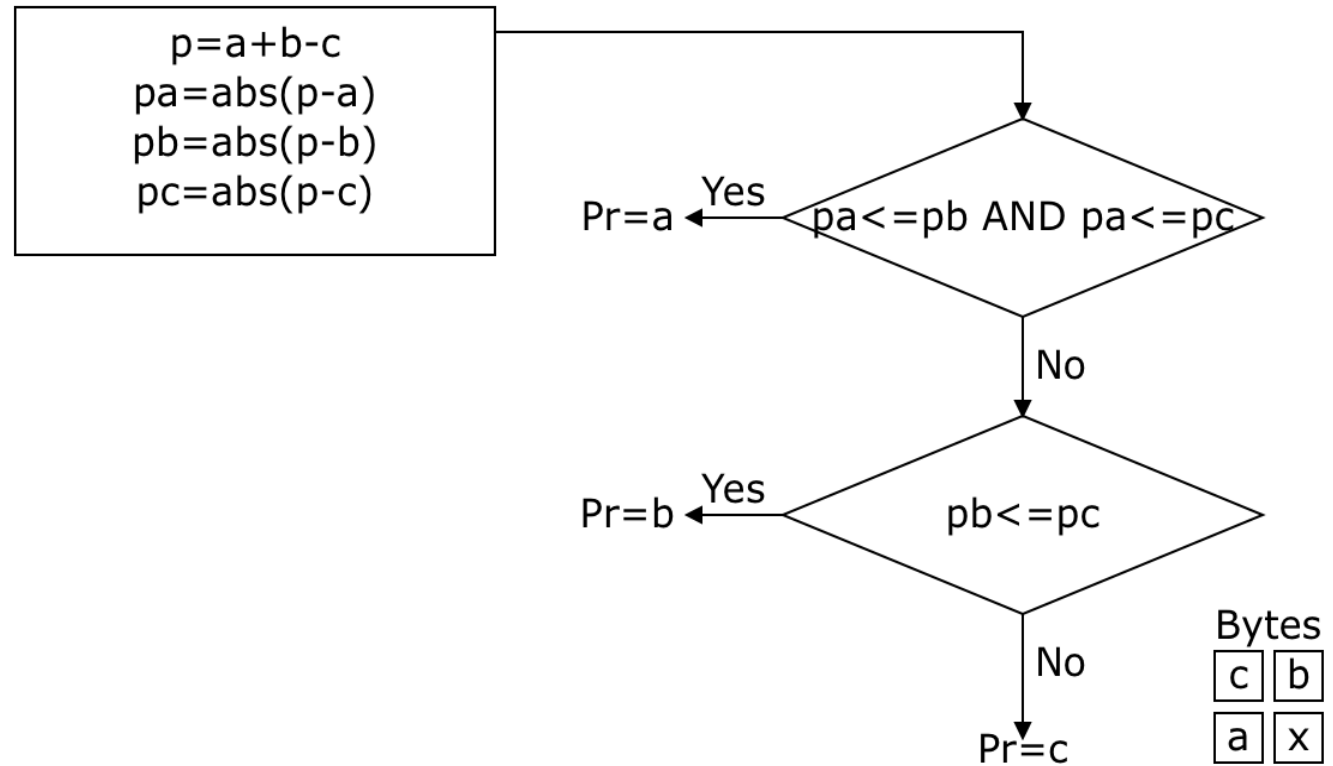 p=a+b-c
pa=abs(p-a)
pb=abs(p-b)
pc=abs(p-c)
Yes
Pr=a
pa<=pb AND pa<=pc
No
Yes
Pr=b
pb<=pc
No
Pr=c
Bytes
c b
a x